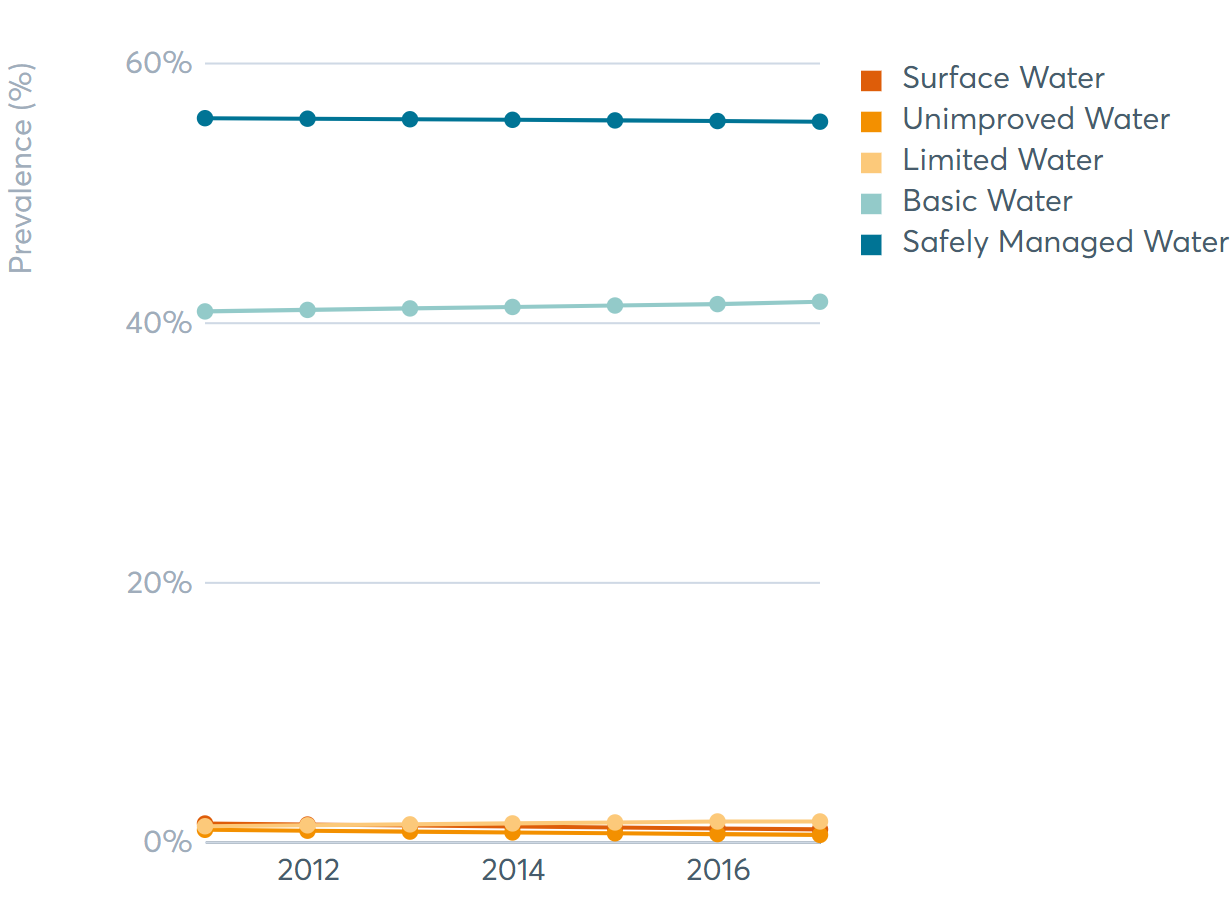 Prevalence (%)
60%
40%
20%
0%
2012
2014
2016
Surface Water
Unimproved Water
Limited Water
Basic Water
Safely Managed Water